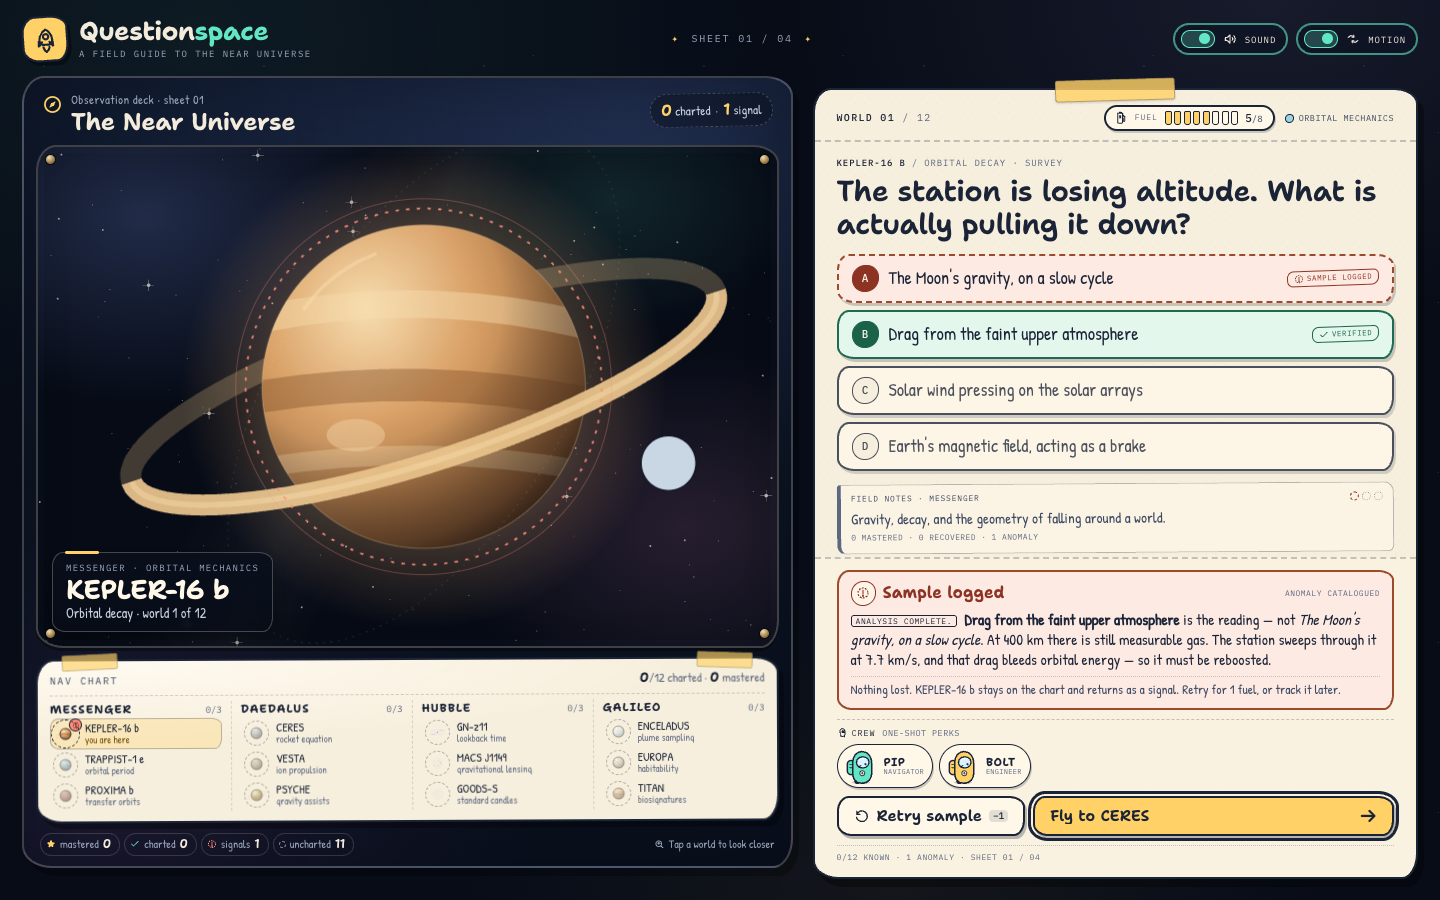 Questionspace
A FIELD GUIDE TO THE NEAR UNIVERSE
SHEET 01 / 04
SOUND
MOTION
Observation deck · sheet 01
The Near Universe
0 charted · 1 signal
MESSENGER · ORBITAL MECHANICS
KEPLER-16 b
Orbital decay · world 1 of 12
NAV CHART
0/12 charted · 0 mastered
MESSENGER 0/3
KEPLER-16 b
you are here
TRAPPIST-1 e
orbital period
PROXIMA b
transfer orbits
DAEDALUS 0/3
CERES
rocket equation
VESTA
ion propulsion
PSYCHE
gravity assists
HUBBLE 0/3
GN-z11
lookback time
MACS J1149
gravitational lensing
GOODS-S
standard candles
GALILEO 0/3
ENCELADUS
plume sampling
EUROPA
habitability
TITAN
biosignatures
mastered 0
charted 0
signals 1
uncharted 11
Tap a world to look closer
WORLD 01 / 12
FUEL 5/8
ORBITAL MECHANICS
KEPLER-16 B / ORBITAL DECAY · SURVEY
The station is losing altitude. What is
actually pulling it down?
A The Moon's gravity, on a slow cycle SAMPLE LOGGED
B Drag from the faint upper atmosphere VERIFIED
C Solar wind pressing on the solar arrays
D Earth's magnetic field, acting as a brake
FIELD NOTES · MESSENGER
Gravity, decay, and the geometry of falling around a world.
0 MASTERED · 0 RECOVERED · 1 ANOMALY
Sample logged
ANOMALY CATALOGUED
ANALYSIS COMPLETE. Drag from the faint upper atmosphere is the reading — not The Moon's
gravity, on a slow cycle. At 400 km there is still measurable gas. The station sweeps through it
at 7.7 km/s, and that drag bleeds orbital energy — so it must be reboosted.
Nothing lost. KEPLER-16 b stays on the chart and returns as a signal. Retry for 1 fuel, or track it later.
CREW ONE-SHOT PERKS
PIP
NAVIGATOR
BOLT
ENGINEER
Retry sample −1
Fly to CERES
0/12 KNOWN · 1 ANOMALY · SHEET 01 / 04